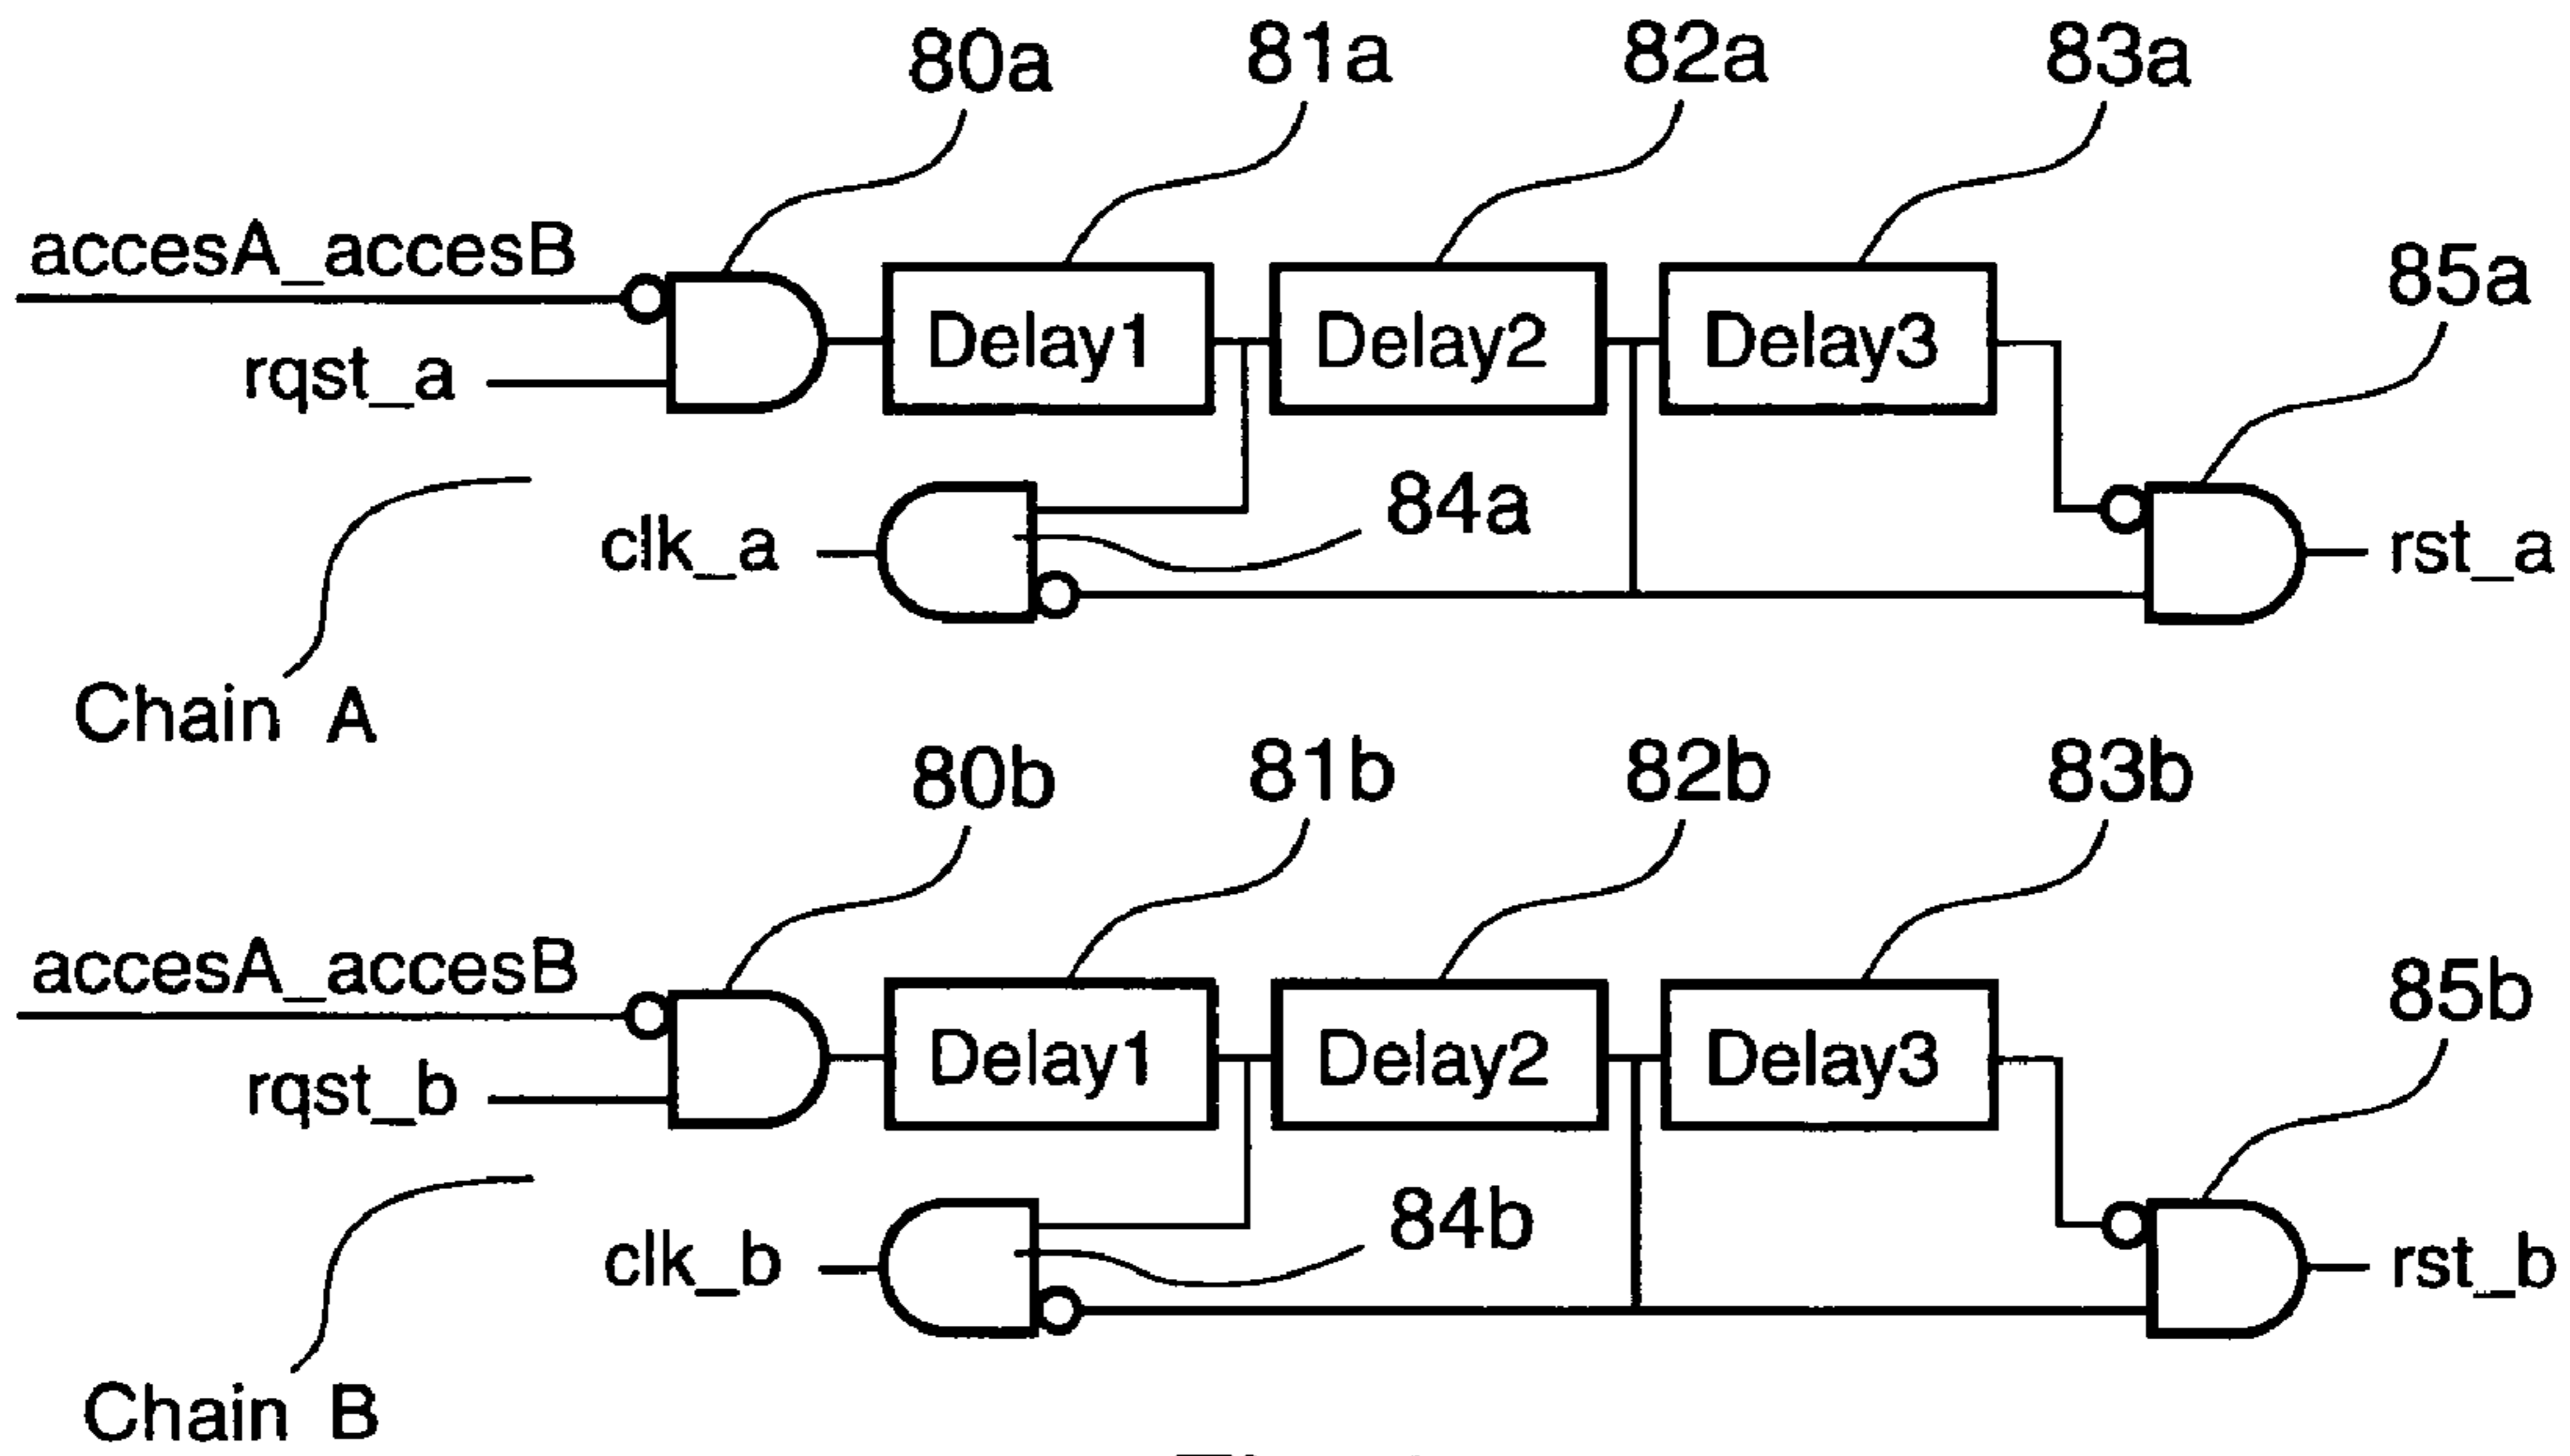 80a 81a 82a 83a
accesA_accesB
85a
Delay1 Delay2 Delay3
rqst_a
84a
clk_a
rst_a
Chain A
80b 81b 82b 83b
accesA_accesB
85b
Delay1 Delay2 Delay3
rqst_b
84b
clk_b
rst_b
Chain B